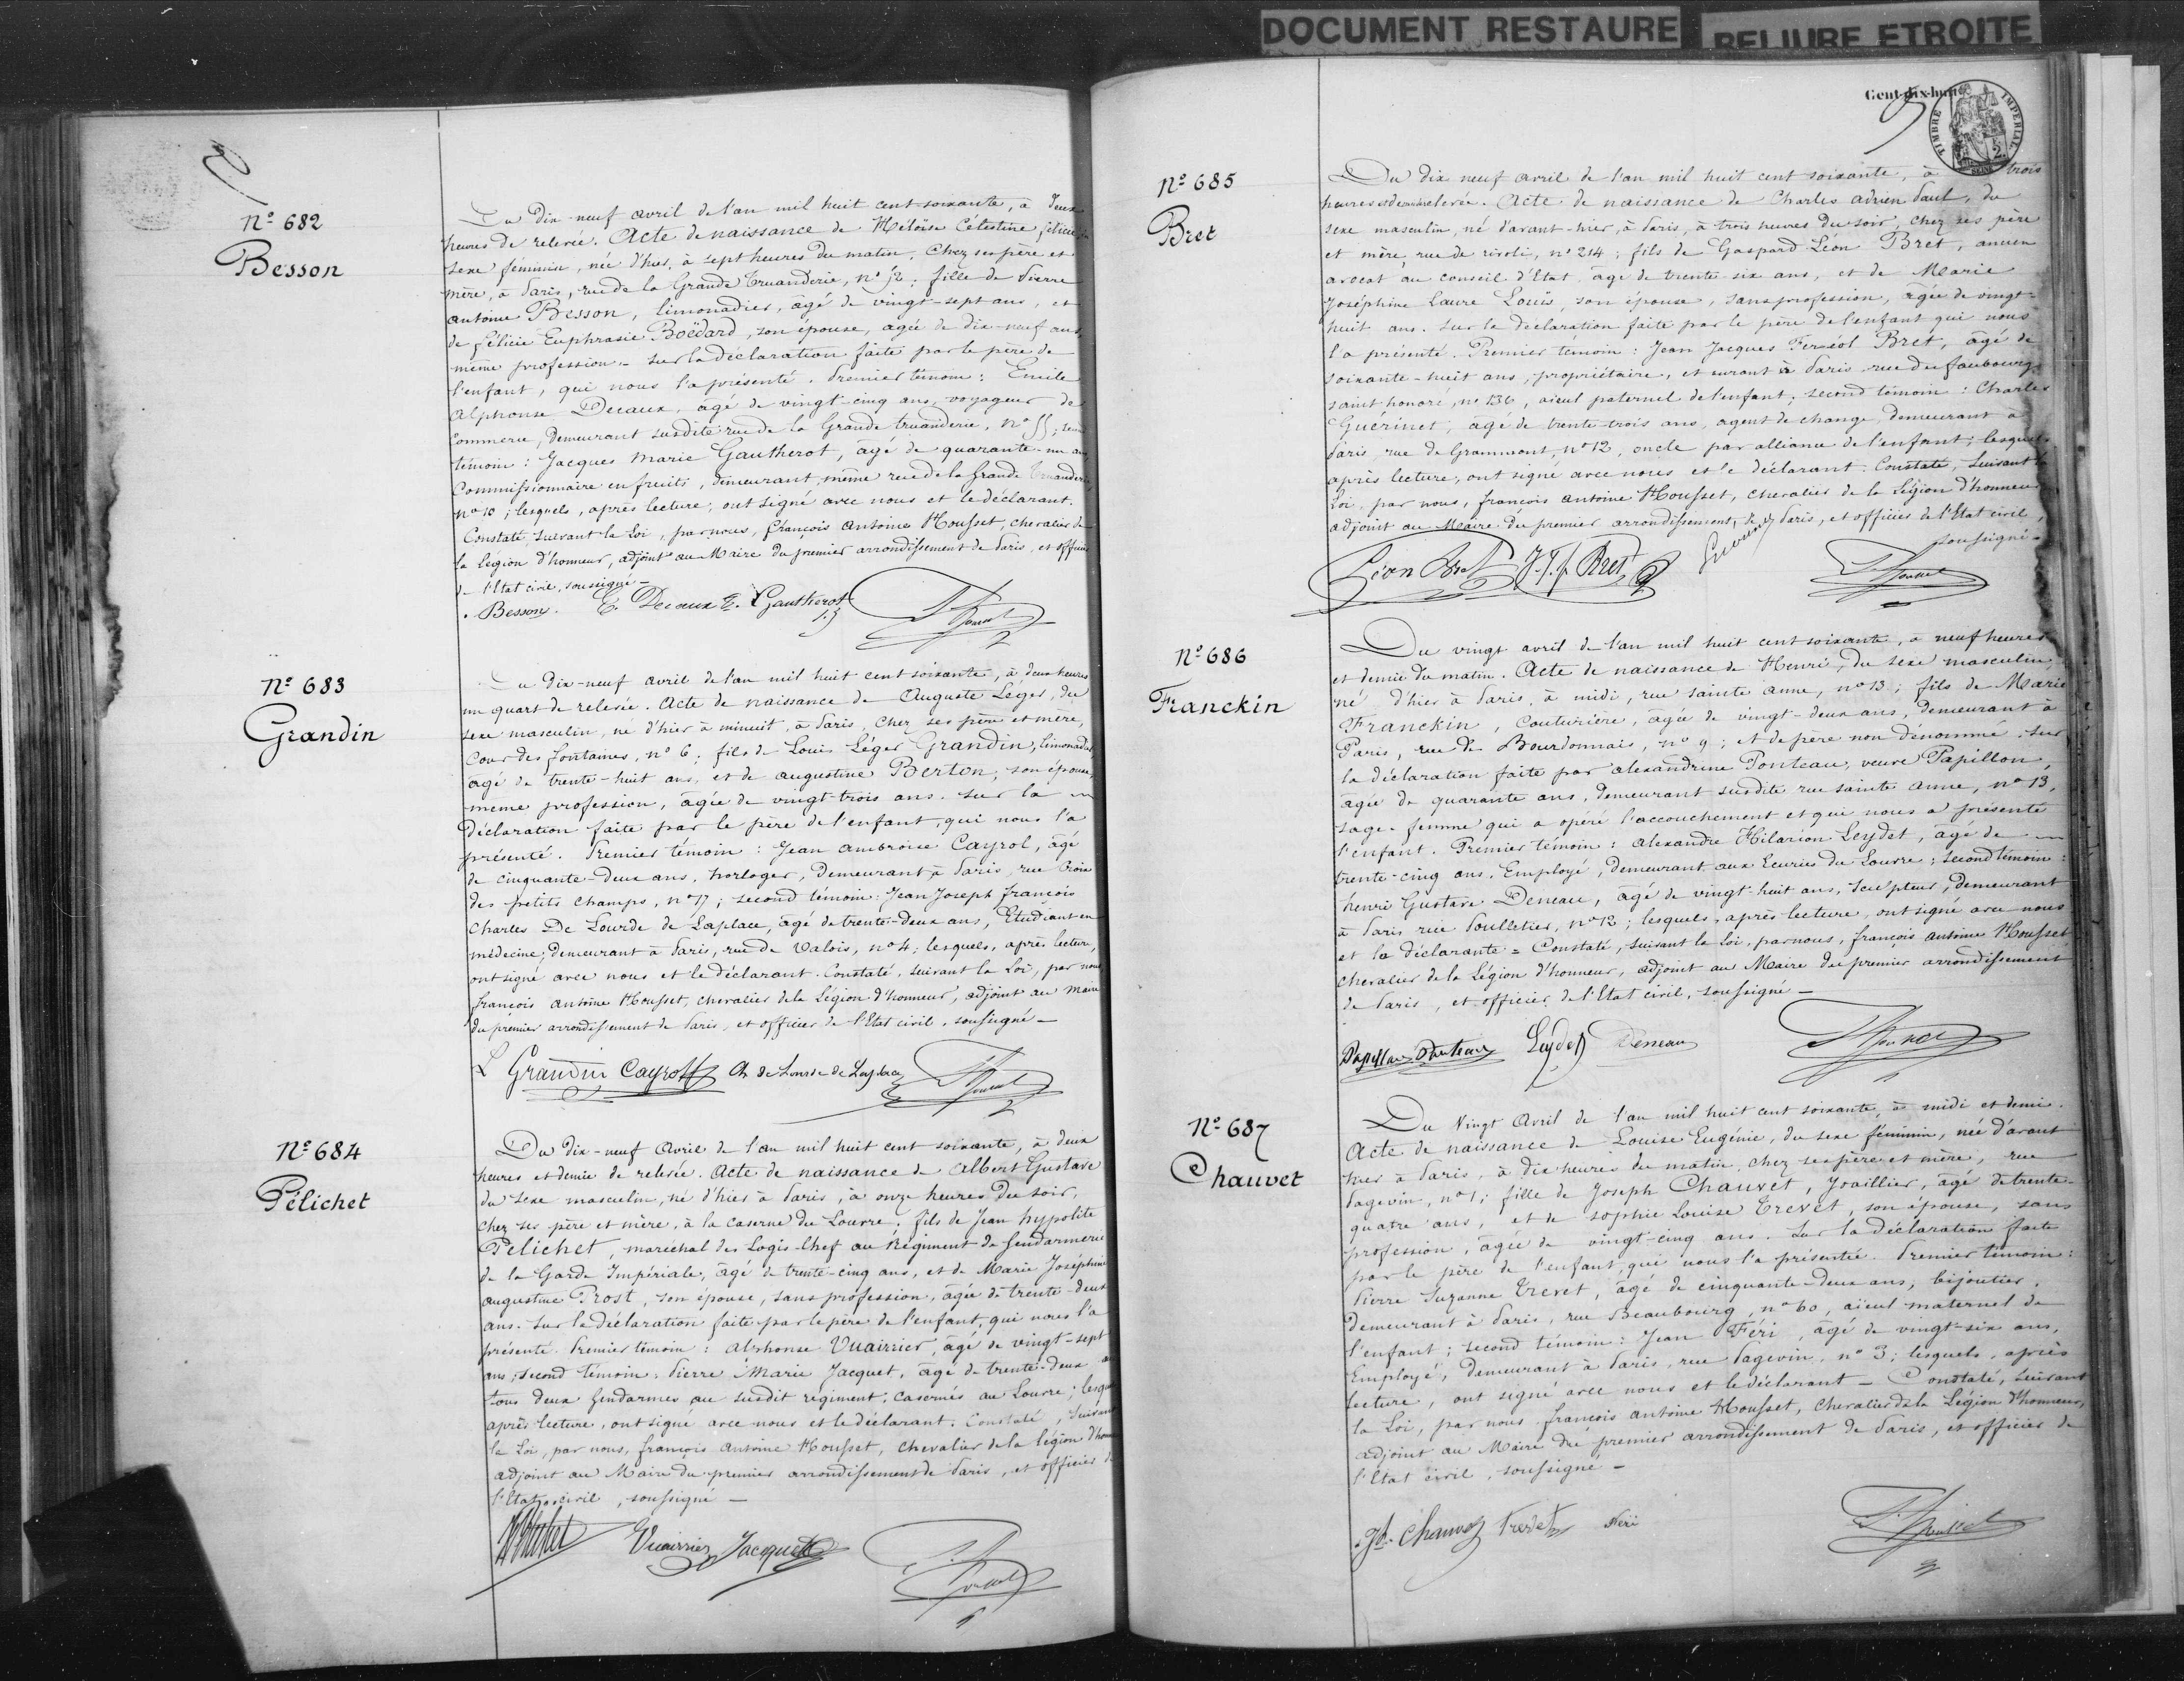 DOCUMENT RESTAURE
RELIURE ETROITE
Cent-dix-huit
TIMBRE IMPERIAL
N° 682
Besson
Du Dix-neuf avril de l'an mil huit cent soixante, à deux
heures de relevée. Acte de naissance de Héloïse Célestine félicie, du
sexe féminin, née d'hier, à sept heures du matin, chez ses père et
mère, à Paris, rue de la Grande Truanderie, n° 52; fille de Pierre
antoine Besson, limonadier, âgé de vingt-sept ans, et
de félicie Euphrasie Boëdard, son épouse, âgée de dix-neuf ans,
même profession – sur la déclaration faite par le père de
l'enfant, qui nous l'a présenté. Premier témoin: Emile
alphonse Decaux, âgé de vingt-cinq ans, voyageur de
Commerce, demeurant susdite rue de la Grande truanderie, n° 55; second
témoin: Jacques Marie Gautherot, âgé de quarante-un ans
Commissionnaire en fruits, demeurant même rue de la Grande Truanderie,
n° 10; lesquels, après lecture, ont signé avec nous et le déclarant.
Constaté, suivant la Loi, par nous, françois antoine Housset, chevalier de
la légion d'honneur, adjoint au Maire du premier arrondissement de Paris, et officier
de l'Etat civil, soussigné –
Besson. E. Decaux Gautherot
N° 683
Grandin
Du Dix-neuf avril de l'an mil huit cent soixante, à deux heures
un quart de relevée. Acte de naissance de Auguste Léger, du
sexe masculin, né d'hier à minuit, à Paris, chez ses père et mère,
Cour des fontaines, n° 6; fils de Louis Léger Grandin, limonadier
âgé de trente-huit ans, et de augustine Berton, son épouse,
même profession, âgée de vingt-trois ans. sur la
déclaration faite par le père de l'enfant, qui nous l'a
présenté. Premier témoin: Jean ambroise Cayrol, âgé
de cinquante-deux ans, horloger, demeurant à Paris, rue Croix
des petits champs, n° 17; second témoin: Jean Joseph françois
Charles De Lourde de Laplace, âgé de trente-deux ans, Etudiant en
médecine, demeurant à Paris, rue de Valois, n° 4; lesquels, après lecture,
ont signé avec nous et le déclarant. Constaté, suivant la Loi, par nous
françois antoine Housset, chevalier de la Légion d'honneur, adjoint au Maire
du premier arrondissement de Paris, et officier de l'Etat civil, soussigné –
L Grandin Cayrol Ch de Lourde de Laplace
N° 684
Pélichet
Du dix-neuf Avril de l'an mil huit cent soixante, à deux
heures et demie de relevée. Acte de naissance de Albert Gustave
du sexe masculin, né d'hier à Paris, à onze heures du soir,
chez ses père et mère, à la caserne du Louvre; fils de Jean hypolite
Pelichet, maréchal des Logis-Chef au Régiment de Gendarmerie
de la Garde Impériale, âgé de trente-cinq ans, et de Marie Joséphine
augustine Prost, son épouse, sans profession, âgée de trente-deux
ans. Sur la déclaration faite par le père de l'enfant, qui nous l'a
présenté. Premier témoin: alphonse Vuairier, âgé de vingt-sept
ans; second témoin: Pierre Marie Jacquet, âgé de trente-deux ans
tous deux Gendarmes au susdit régiment, casernés au Louvre; lesquels
après lecture, ont signé avec nous et le déclarant. Constaté, suivant
la Loi, par nous, françois antoine Housset, chevalier de la légion d'honneur
adjoint au Maire du premier arrondissement de Paris, et officier de
l'Etat civil, soussigné –
Vuairrier Jacquet
N° 685
Bret
Du dix neuf avril de l'an mil huit cent soixante, à trois
heures et demie de relevée. Acte de naissance de Charles adrien Paul, du
sexe masculin, né d'avant-hier, à Paris, à trois heures du soir, chez ses père
et mère, rue de rivoli, n° 214; fils de Gaspard Léon Bret, ancien
avocat au conseil d'Etat, âgé de trente six ans, et de Marie
Joséphine Laure Louis, son épouse, sans profession, âgée de vingt-
huit ans. Sur la déclaration faite par le père de l'enfant qui nous
l'a présenté. Premier témoin: Jean Jacques Ferréol Bret, âgé de
soixante-huit ans, propriétaire, demeurant à Paris rue du faubourg
saint honoré, n° 136, aïeul paternel de l'enfant; second témoin: Charles
Guérinet, âgé de trente-trois ans, agent de change, demeurant à
Paris, rue de Grammont, n° 12, oncle par alliance de l'enfant; lesquels
après lecture, ont signé avec nous et le déclarant. Constaté, suivant la
Loi, par nous, françois antoine Housset, chevalier de la Légion d'honneur
adjoint au Maire du premier arrondissement de Paris, et officier de l'Etat civil,
soussigné –
Léon Bret J. J. f. Bret
N° 686
Franckin
Du vingt avril de l'an mil huit cent soixante, à neuf heures
et demie du matin. Acte de naissance de Henri, du sexe masculin,
né d'hier à Paris, à midi, rue sainte anne, n° 13; fils de Marie
Franckin, couturière, âgée de vingt-deux ans, demeurant à
Paris, rue des Bourdonnais, n° 9; et de père non dénommé. sur
la déclaration faite par alexandrine Ponteau, veuve Papillon,
âgée de quarante ans, demeurant susdite rue sainte anne, n° 13,
sage-femme qui a opéré l'accouchement et qui nous a présenté
l'enfant. Premier témoin: alexandre Hilarion Leydet, âgé de
trente-cinq ans, Employé, demeurant aux Ecuries du Louvre; second témoin:
henri Gustave Deneau, âgé de vingt-huit ans, sculpteur, demeurant
à Paris rue Poulletier, n° 12; lesquels, après lecture, ont signé avec nous
et la déclarante = Constaté, suivant la Loi, par nous, françois antoine Housset
chevalier de la Légion d'honneur, adjoint au Maire du premier arrondissement
de Paris, et officier de l'Etat civil, soussigné –
Leydet Deneau
N° 687
Chauvet
Du Vingt Avril de l'an mil huit cent soixante, à midi et demi.
Acte de naissance de Louise Eugénie, du sexe féminin, née d'avant
hier à Paris, à dix heures du matin, chez ses père et mère, rue
Pagevin, n° 1; fille de Joseph Chauvet, Joaillier, âgé de trente-
quatre ans, et de sophie Louise Trevet, son épouse, sans
profession, âgée de vingt-cinq ans. Sur la déclaration faite
par le père de l'enfant, qui nous l'a présentée. Premier témoin:
Pierre Suzanne Trevet, âgé de cinquante-deux ans, bijoutier,
demeurant à Paris, rue Beaubourg, n° 60, aïeul maternel de
l'enfant; second témoin: Jean Féri, âgé de vingt-six ans,
Employé, demeurant à Paris, rue Pagevin, n° 3; lesquels, après
lecture, ont signé avec nous et le déclarant – Constaté, suivant
la Loi, par nous françois antoine Housset, chevalier de la Légion d'honneur,
adjoint au Maire du premier arrondissement de Paris, et officier de
l'Etat civil, soussigné –
Jh Chauvet Trevet Féri